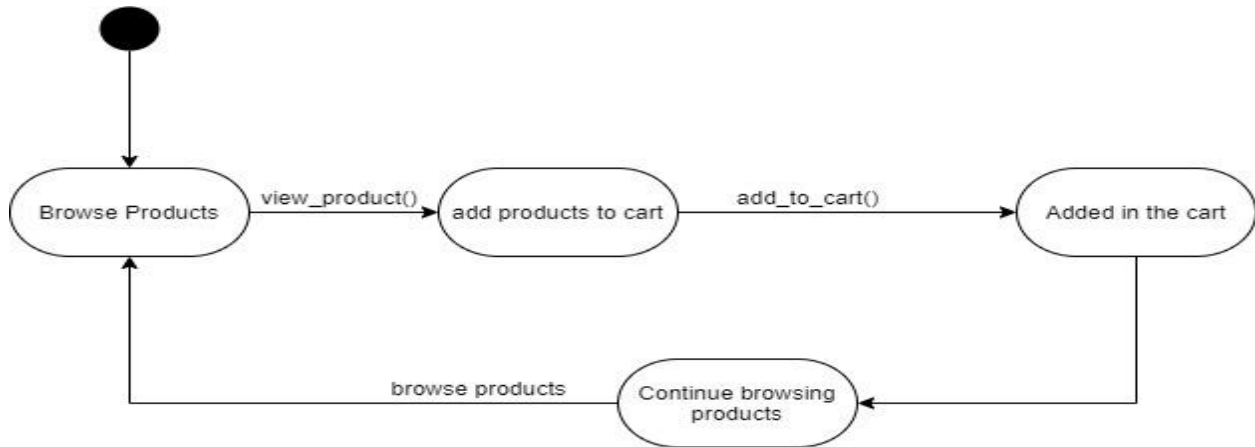 view_product()
add_to_cart()
Browse Products
add products to cart
Added in the cart
browse products
Continue browsing
products